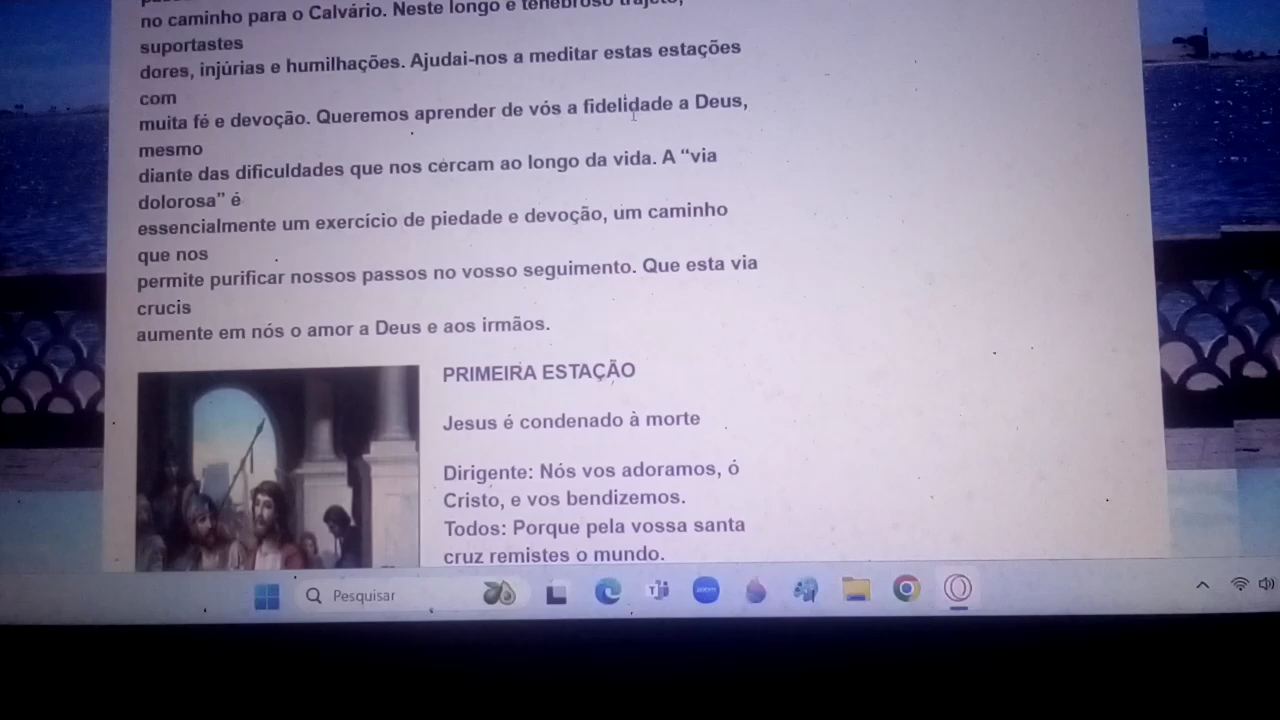 no caminho para o Calvário. Neste longo e tenebroso trajeto,
suportastes
dores, injúrias e humilhações. Ajudai-nos a meditar estas estações
com
muita fé e devoção. Queremos aprender de vós a fidelidade a Deus,
mesmo
diante das dificuldades que nos cercam ao longo da vida. A “via
dolorosa” é
essencialmente um exercício de piedade e devoção, um caminho
que nos
permite purificar nossos passos no vosso seguimento. Que esta via
crucis
aumente em nós o amor a Deus e aos irmãos.
PRIMEIRA ESTAÇÃO
Jesus é condenado à morte
Dirigente: Nós vos adoramos, ó
Cristo, e vos bendizemos.
Todos: Porque pela vossa santa
cruz remistes o mundo.
Pesquisar
zoom